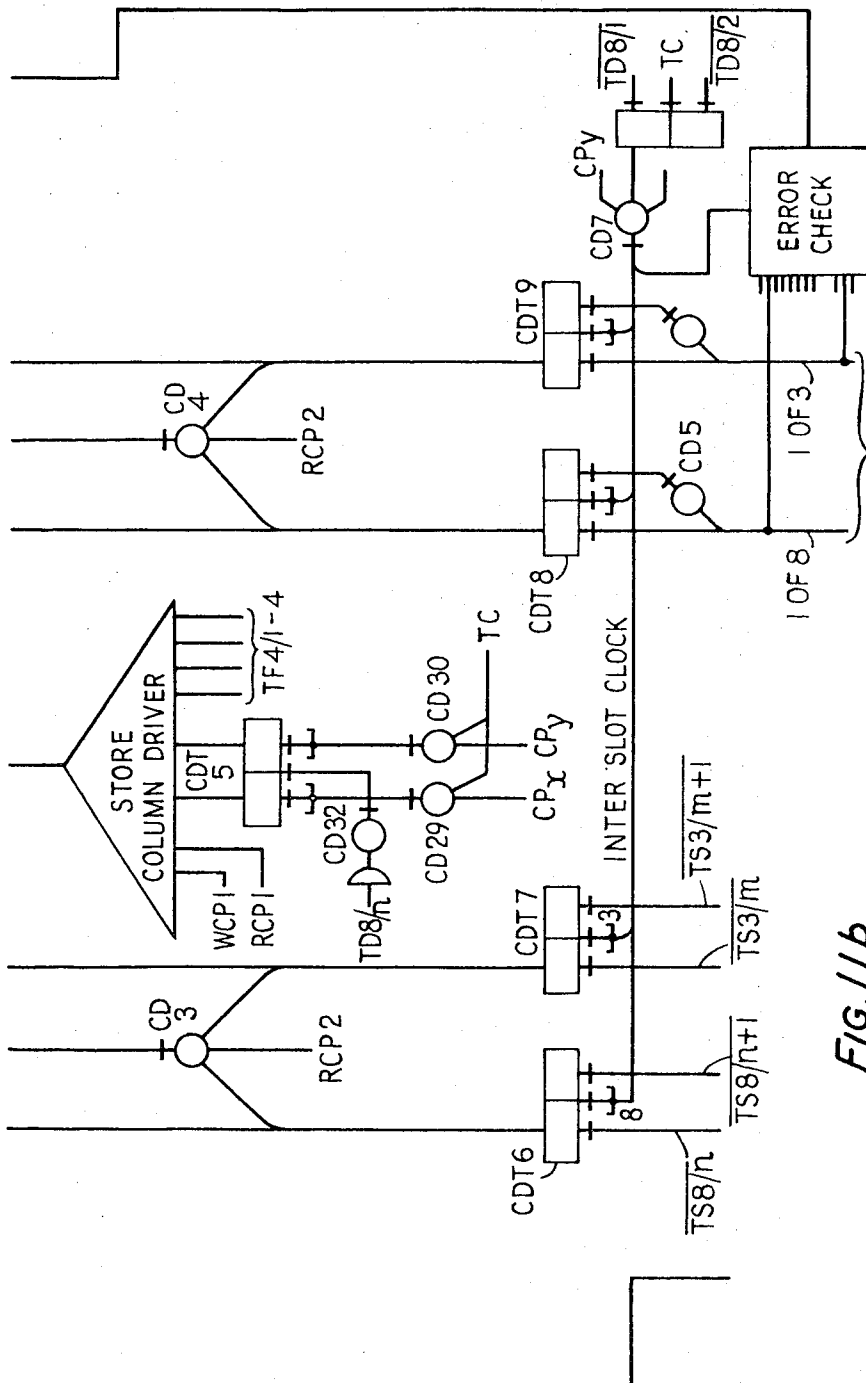 CD
3
RCP2
STORE
COLUMN DRIVER
WCP1
RCP1
TF4/1-4
CDT
5
CD32
TD8/n
CD29
CD30
TC
CPx
CPy
CD
4
RCP2
CDT6
8
TS8/n
TS8/n+1
CDT7
3
TS3/m
TS3/m+1
INTER SLOT CLOCK
CDT8
CD5
1 OF 8
CDT9
1 OF 3
CD7
CPy
TD8/1
TC
TD8/2
ERROR
CHECK
FIG. 11b